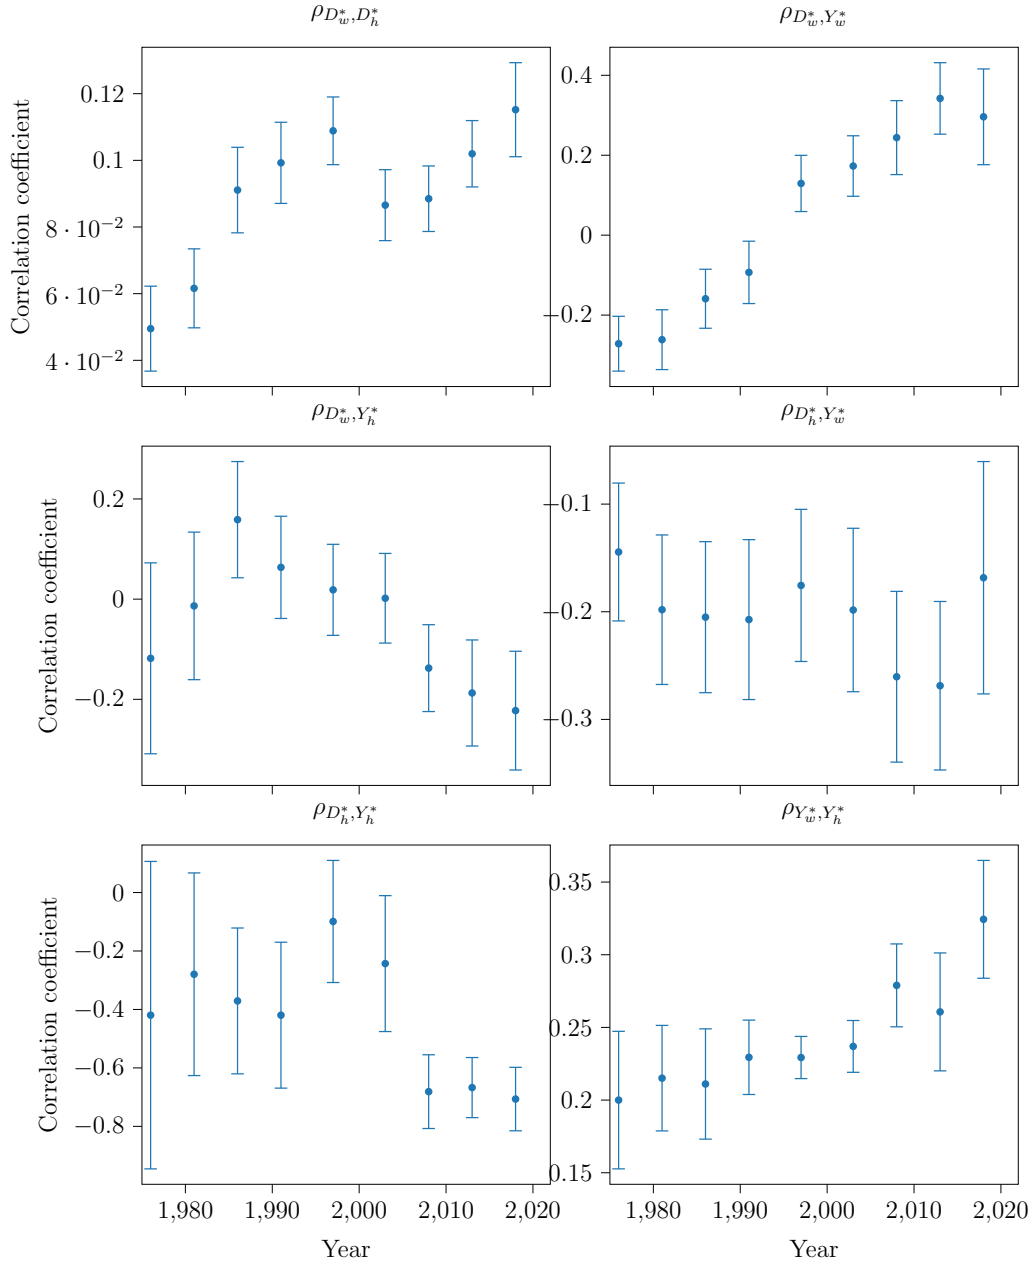 ρ_{D_w^*,D_h^*}
ρ_{D_w^*,Y_w^*}
Correlation coefficient
0.12
0.1
8 · 10^{−2}
6 · 10^{−2}
4 · 10^{−2}
0.4
0.2
0
−0.2
ρ_{D_w^*,Y_h^*}
ρ_{D_h^*,Y_w^*}
Correlation coefficient
0.2
0
−0.2
−0.1
−0.2
−0.3
ρ_{D_h^*,Y_h^*}
ρ_{Y_w^*,Y_h^*}
Correlation coefficient
0
−0.2
−0.4
−0.6
−0.8
0.35
0.3
0.25
0.2
0.15
1,980 1,990 2,000 2,010 2,020
1,980 1,990 2,000 2,010 2,020
Year
Year